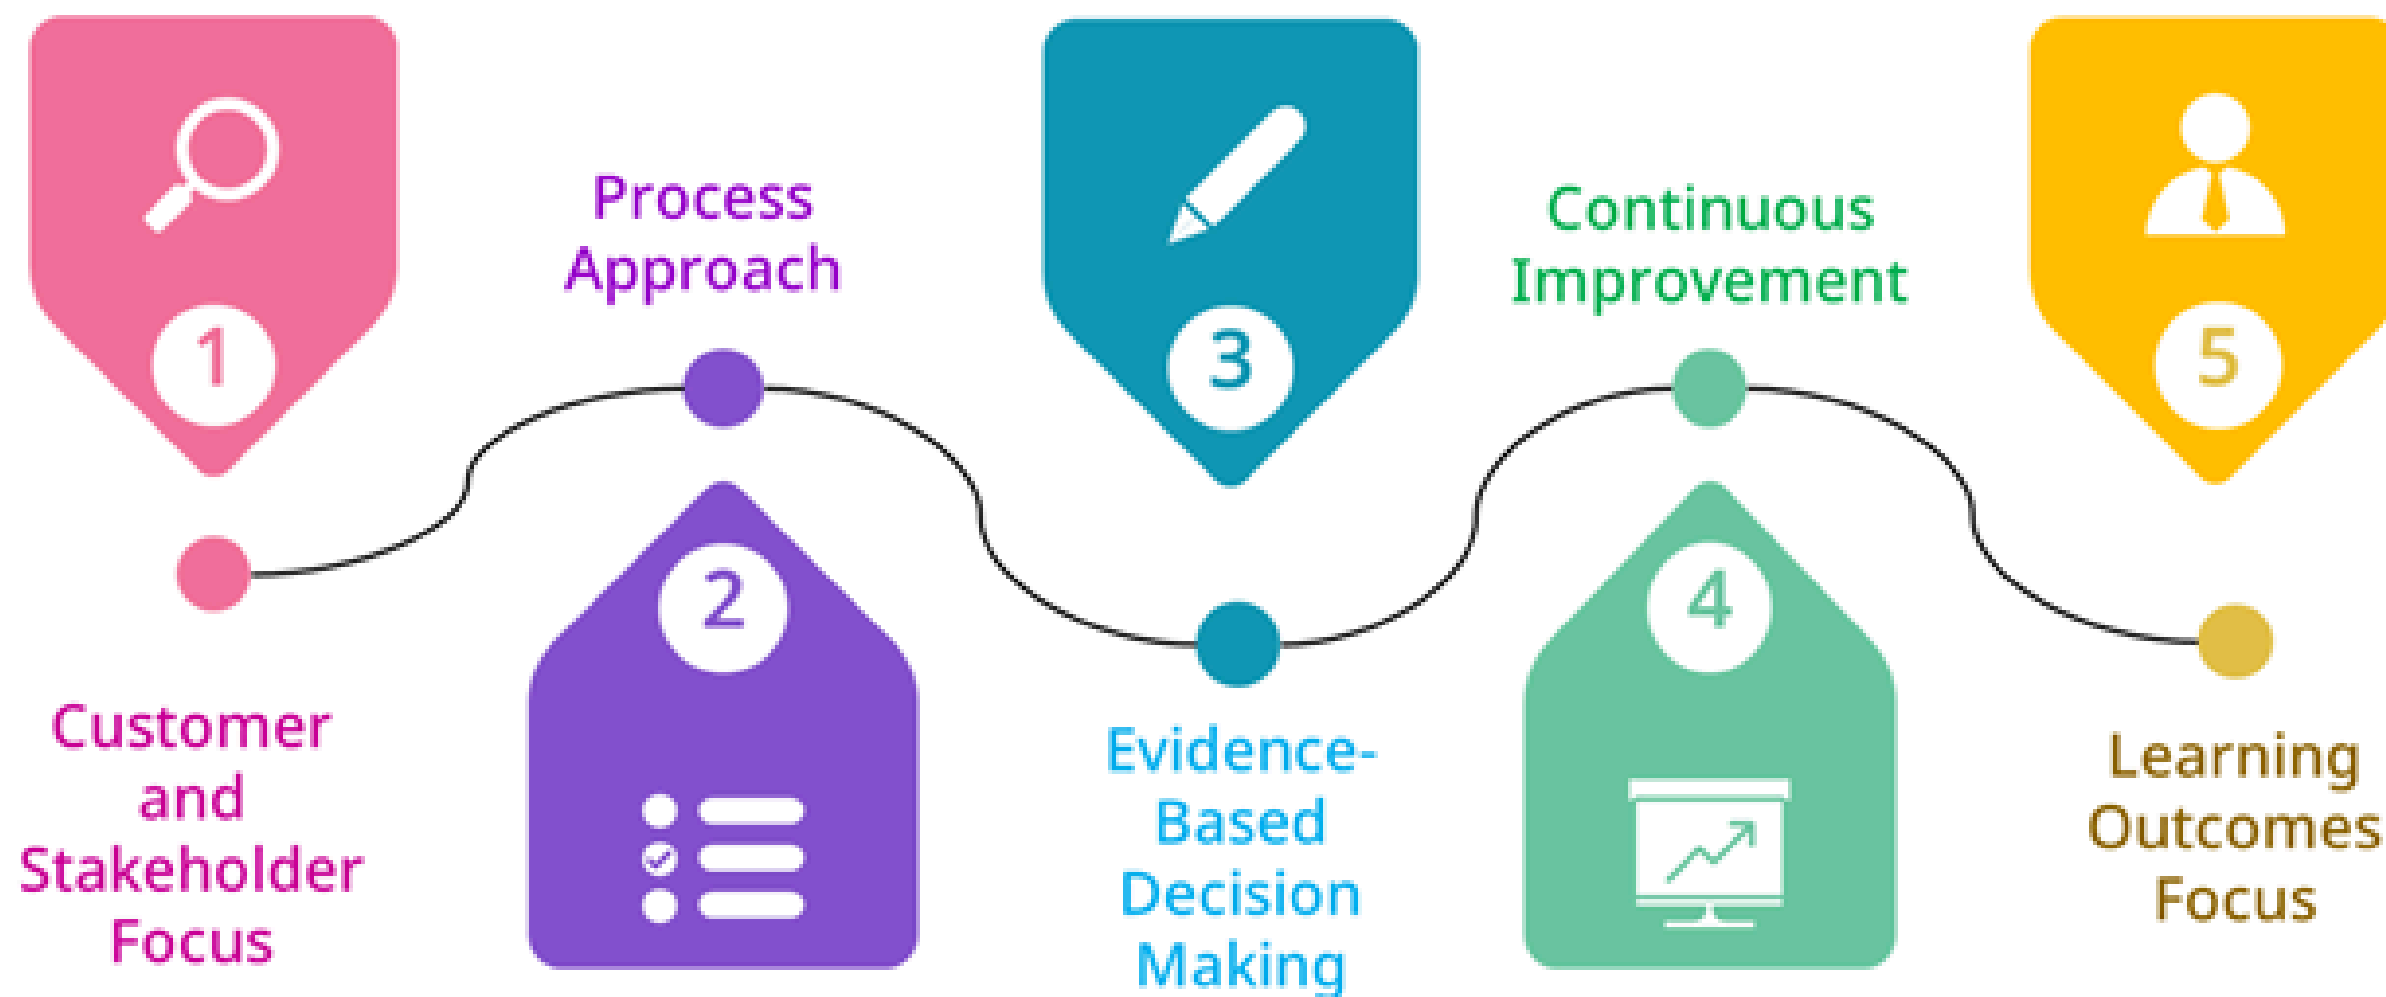 1
Customer
and
Stakeholder
Focus
Process
Approach
2
3
Evidence-
Based
Decision
Making
Continuous
Improvement
4
5
Learning
Outcomes
Focus